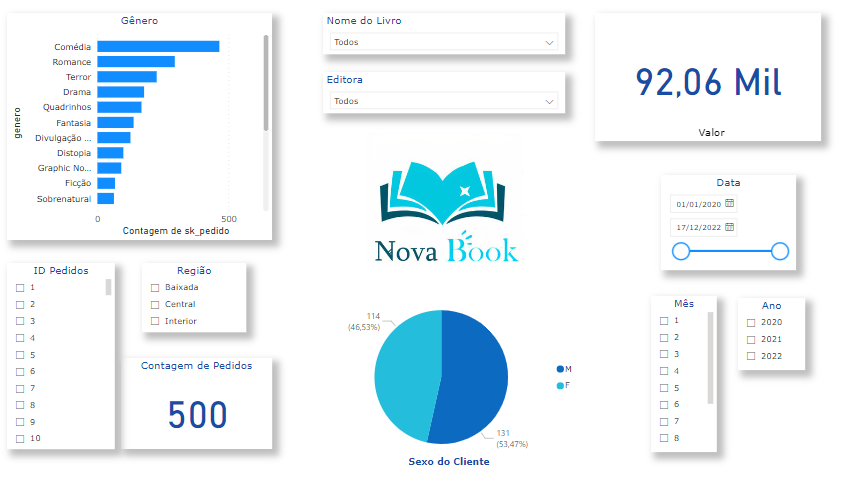 Gênero
genero
Comédia
Romance
Terror
Drama
Quadrinhos
Fantasia
Divulgação ...
Distopia
Graphic No...
Ficção
Sobrenatural
0
500
Contagem de sk_pedido
Nome do Livro
Todos
Editora
Todos
92,06 Mil
Valor
Nova Book
Data
01/01/2020
17/12/2022
ID Pedidos
1
2
3
4
5
6
7
8
9
10
Região
Baixada
Central
Interior
Contagem de Pedidos
500
114
(46,53%)
131
(53,47%)
M
F
Sexo do Cliente
Mês
1
2
3
4
5
6
7
8
Ano
2020
2021
2022